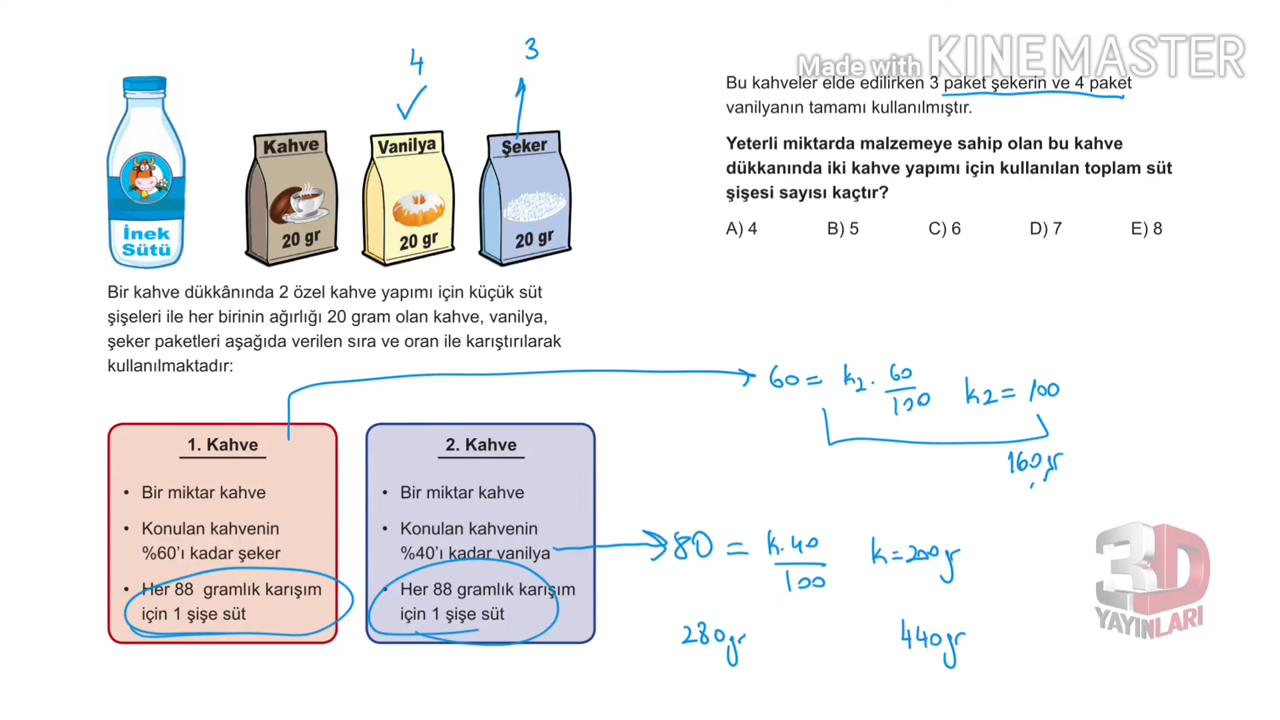 4
3
Made with KINEMASTER
Kahve
20 gr
Vanilya
20 gr
Şeker
20 gr
İnek
Sütü
Bir kahve dükkânında 2 özel kahve yapımı için küçük süt
şişeleri ile her birinin ağırlığı 20 gram olan kahve, vanilya,
şeker paketleri aşağıda verilen sıra ve oran ile karıştırılarak
kullanılmaktadır:
1. Kahve
• Bir miktar kahve
• Konulan kahvenin
%60'ı kadar şeker
• Her 88 gramlık karışım
için 1 şişe süt
2. Kahve
• Bir miktar kahve
• Konulan kahvenin
%40'ı kadar vanilya
• Her 88 gramlık karışım
için 1 şişe süt
Bu kahveler elde edilirken 3 paket şekerin ve 4 paket
vanilyanın tamamı kullanılmıştır.
Yeterli miktarda malzemeye sahip olan bu kahve
dükkanında iki kahve yapımı için kullanılan toplam süt
şişesi sayısı kaçtır?
A) 4 B) 5 C) 6 D) 7 E) 8
60 = k2 . 60/100 k2 = 100
160gr
80 = k.40/100 k=200gr
280gr 440gr
3D
YAYINLARI